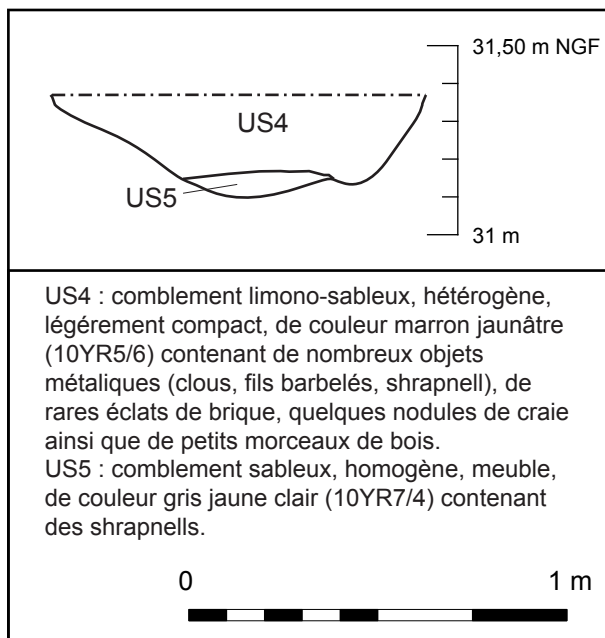 31,50 m NGF
US4
US5
31 m
US4 : comblement limono-sableux, hétérogène,
légérement compact, de couleur marron jaunâtre
(10YR5/6) contenant de nombreux objets
métaliques (clous, fils barbelés, shrapnell), de
rares éclats de brique, quelques nodules de craie
ainsi que de petits morceaux de bois.
US5 : comblement sableux, homogène, meuble,
de couleur gris jaune clair (10YR7/4) contenant
des shrapnells.
0 1 m